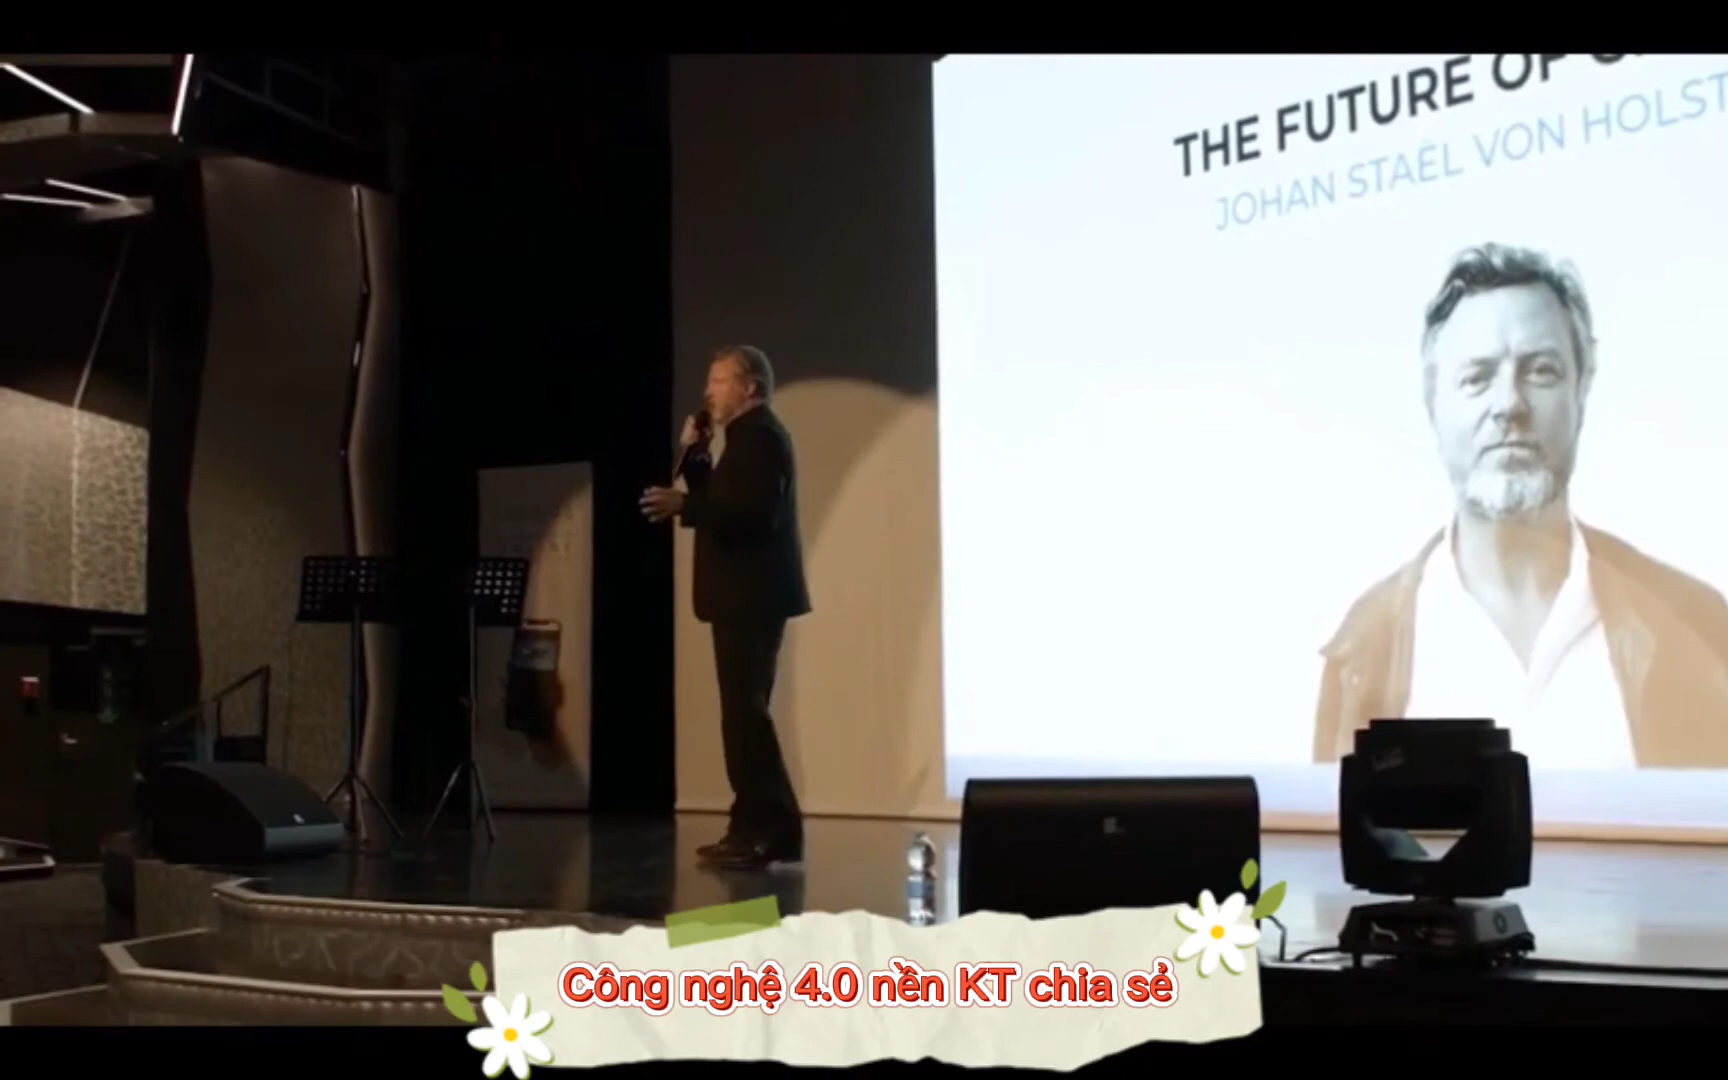 THE FUTURE OF
JOHAN STAËL VON HOLST
Công nghệ 4.0 nền KT chia sẻ